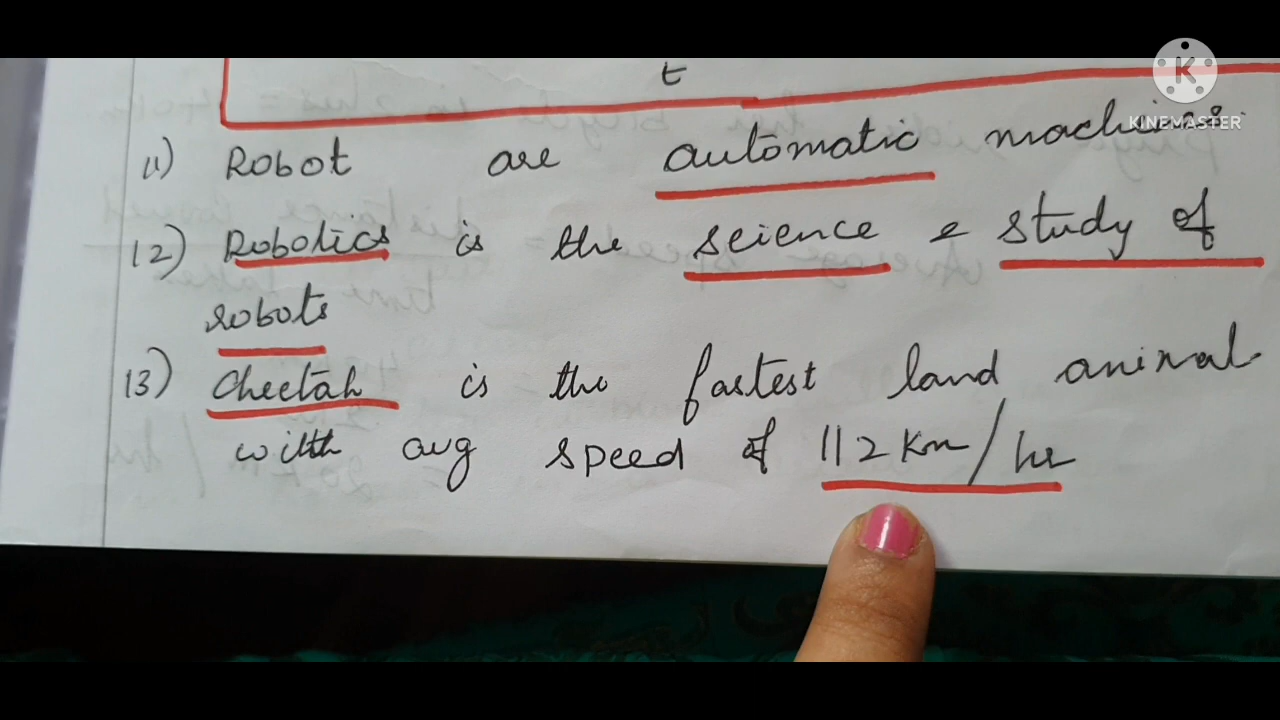 t
KINEMASTER
11) Robot are automatic machines.
12) Robotics is the science & study of
robots
13) Cheetah is the fastest land animal
with avg speed of 112 Km/hr